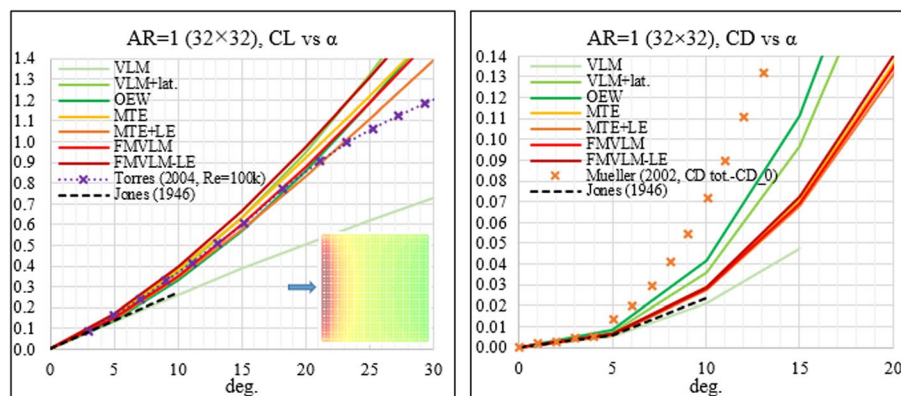 AR=1 (32×32), CL vs α
1.4
1.3
1.2
1.1
1.0
0.9
0.8
0.7
0.6
0.5
0.4
0.3
0.2
0.1
0.0
VLM
VLM+lat.
OEW
MTE
MTE+LE
FMVLM
FMVLM-LE
Torres (2004, Re=100k)
Jones (1946)
0 5 10 15 20 25 30
deg.
AR=1 (32×32), CD vs α
0.14
0.13
0.12
0.11
0.10
0.09
0.08
0.07
0.06
0.05
0.04
0.03
0.02
0.01
0.00
VLM
VLM+lat.
OEW
MTE
MTE+LE
FMVLM
FMVLM-LE
Mueller (2002, CD tot.-CD_0)
Jones (1946)
0 5 10 15 20
deg.